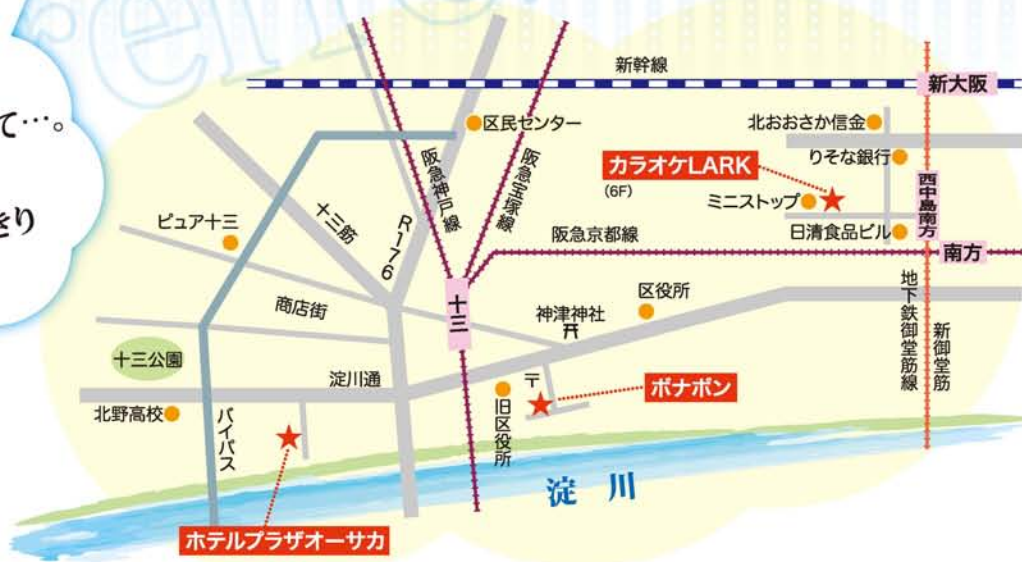 て…。
きり
新幹線
新大阪
区民センター
北おおさか信金
りそな銀行
カラオケLARK
(6F)
ミニストップ
西中島南方
日清食品ビル
阪急神戸線
阪急宝塚線
阪急京都線
南方
ピュア十三
十三筋
R176
商店街
十三
神津神社
区役所
地下鉄御堂筋線
新御堂筋
十三公園
淀川通
〒
ボナボン
北野高校
バイパス
旧区役所
淀川
ホテルプラザオーサカ